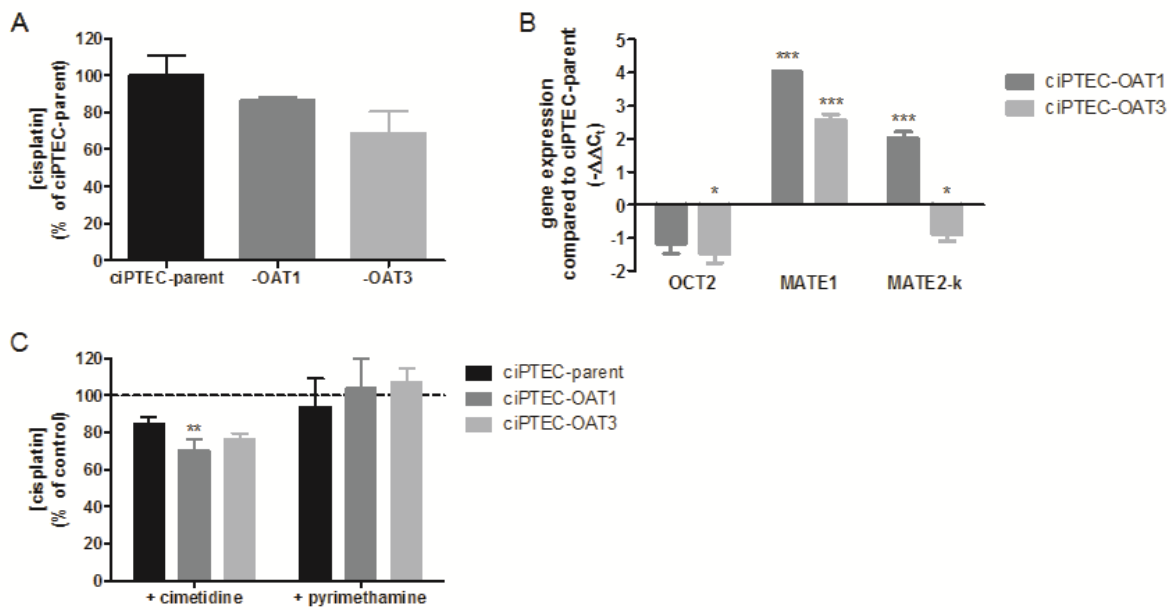 A
[cisplatin]
(% of ciPTEC-parent)
120
100
80
60
40
20
0
ciPTEC-parent
-OAT1
-OAT3
B
gene expression
compared to ciPTEC-parent
(-ΔΔCt)
5
4
3
2
1
0
-1
-2
***
***
***
*
*
OCT2
MATE1
MATE2-k
ciPTEC-OAT1
ciPTEC-OAT3
C
[cisplatin]
(% of control)
120
100
80
60
40
20
0
**
+ cimetidine
+ pyrimethamine
ciPTEC-parent
ciPTEC-OAT1
ciPTEC-OAT3